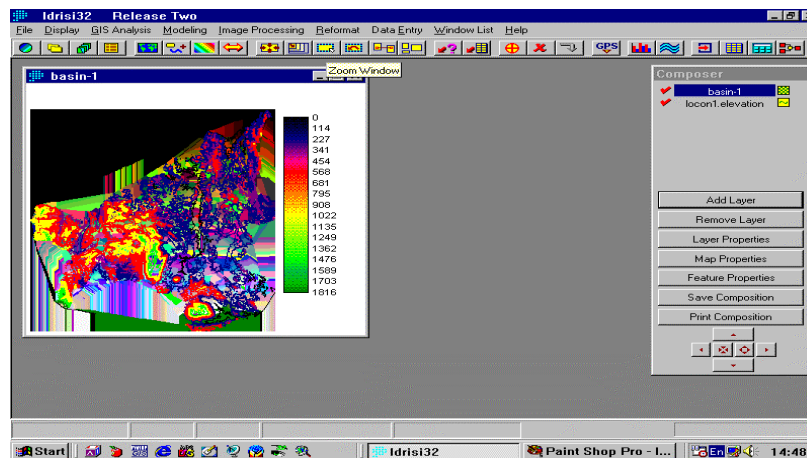 Idrisi32 Release Two
File Display GIS Analysis Modeling Image Processing Reformat Data Entry Window List Help
GPS
Zoom Window
basin-1
0
114
227
341
454
568
681
795
908
1022
1135
1249
1362
1476
1589
1703
1816
Composer
basin-1
locon1.elevation
Add Layer
Remove Layer
Layer Properties
Map Properties
Feature Properties
Save Composition
Print Composition
Start Idrisi32 Paint Shop Pro - I... En 14:48